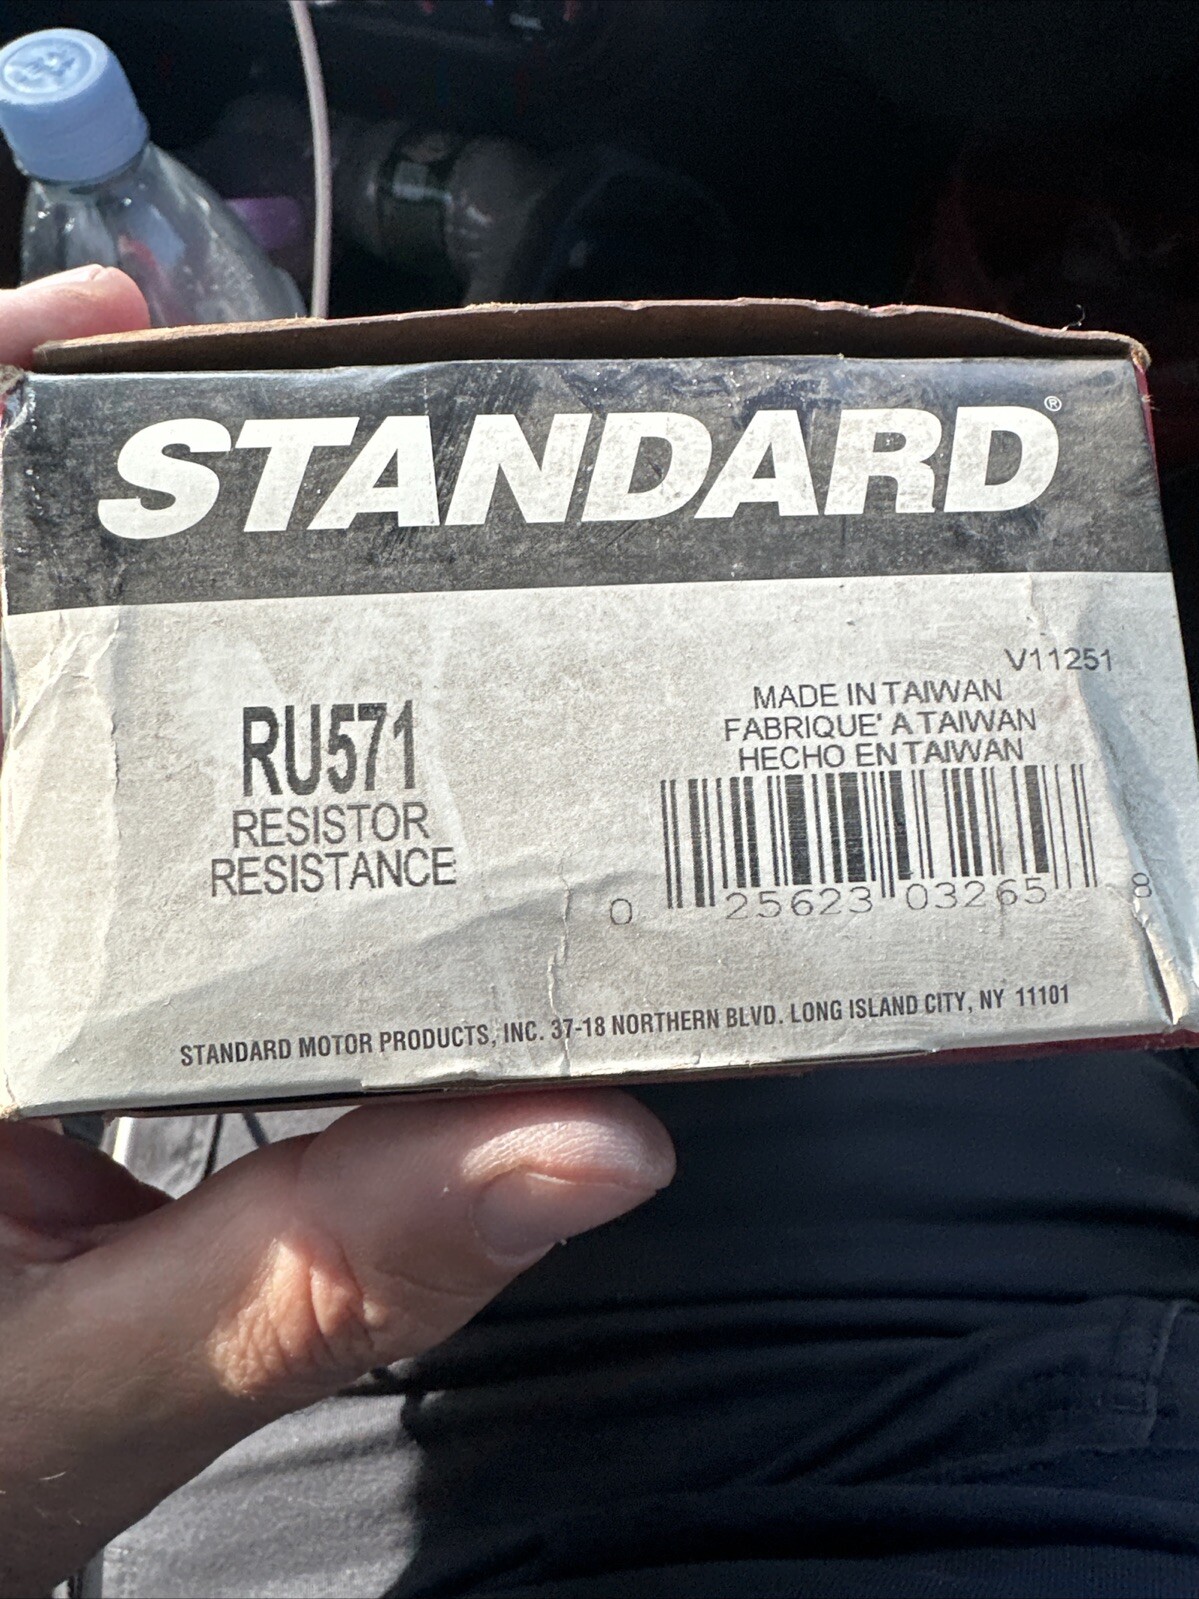 STANDARD®
V11251
MADE IN TAIWAN
FABRIQUE' A TAIWAN
HECHO EN TAIWAN
RU571
RESISTOR
RESISTANCE
0 25623 03265 8
STANDARD MOTOR PRODUCTS, INC. 37-18 NORTHERN BLVD. LONG ISLAND CITY, NY 11101